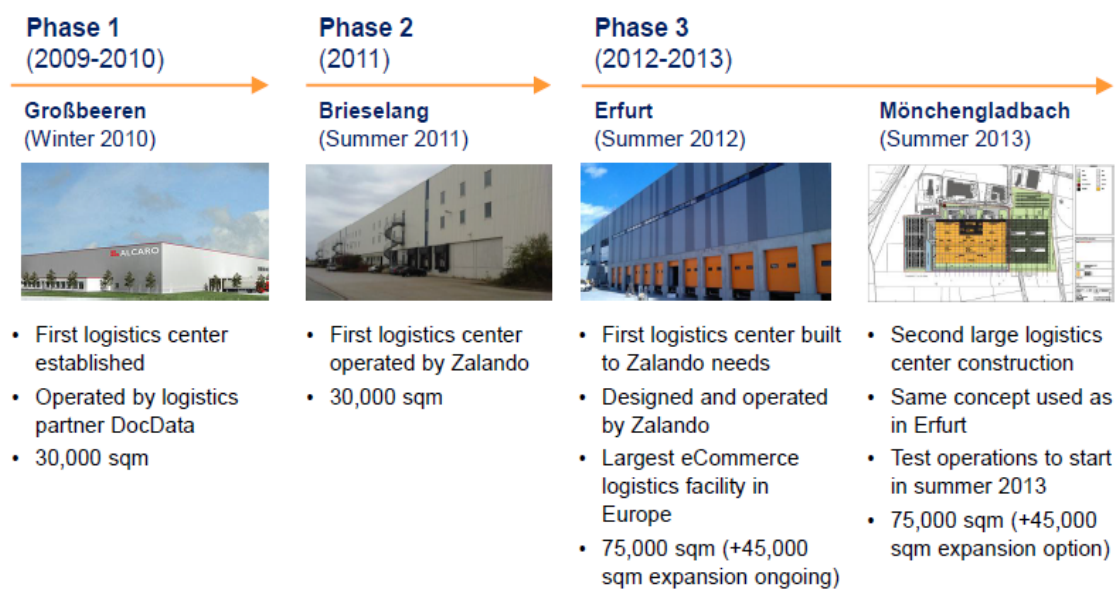 Phase 1
(2009-2010)
Großbeeren
(Winter 2010)
ALCARO
• First logistics center
established
• Operated by logistics
partner DocData
• 30,000 sqm
Phase 2
(2011)
Brieselang
(Summer 2011)
• First logistics center
operated by Zalando
• 30,000 sqm
Phase 3
(2012-2013)
Erfurt
(Summer 2012)
• First logistics center built
to Zalando needs
• Designed and operated
by Zalando
• Largest eCommerce
logistics facility in
Europe
• 75,000 sqm (+45,000
sqm expansion ongoing)
Mönchengladbach
(Summer 2013)
• Second large logistics
center construction
• Same concept used as
in Erfurt
• Test operations to start
in summer 2013
• 75,000 sqm (+45,000
sqm expansion option)